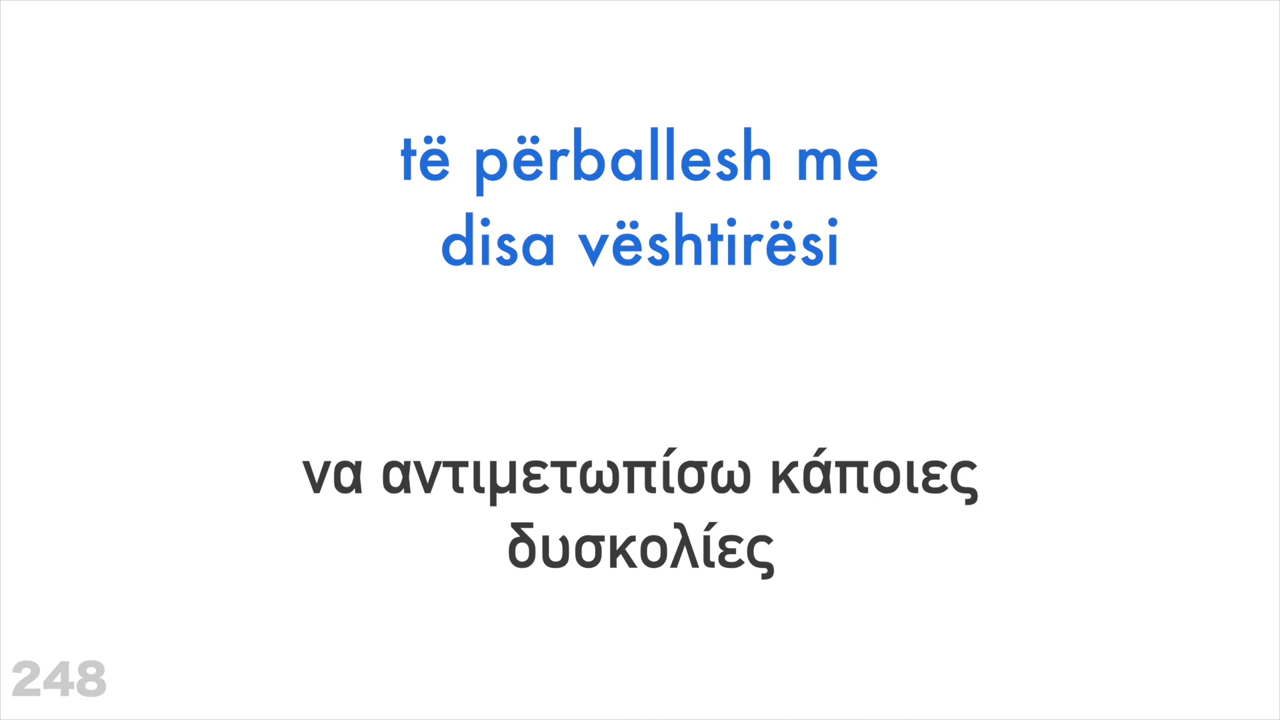 të përballesh me
disa vështirësi
να αντιμετωπίσω κάποιες
δυσκολίες
248